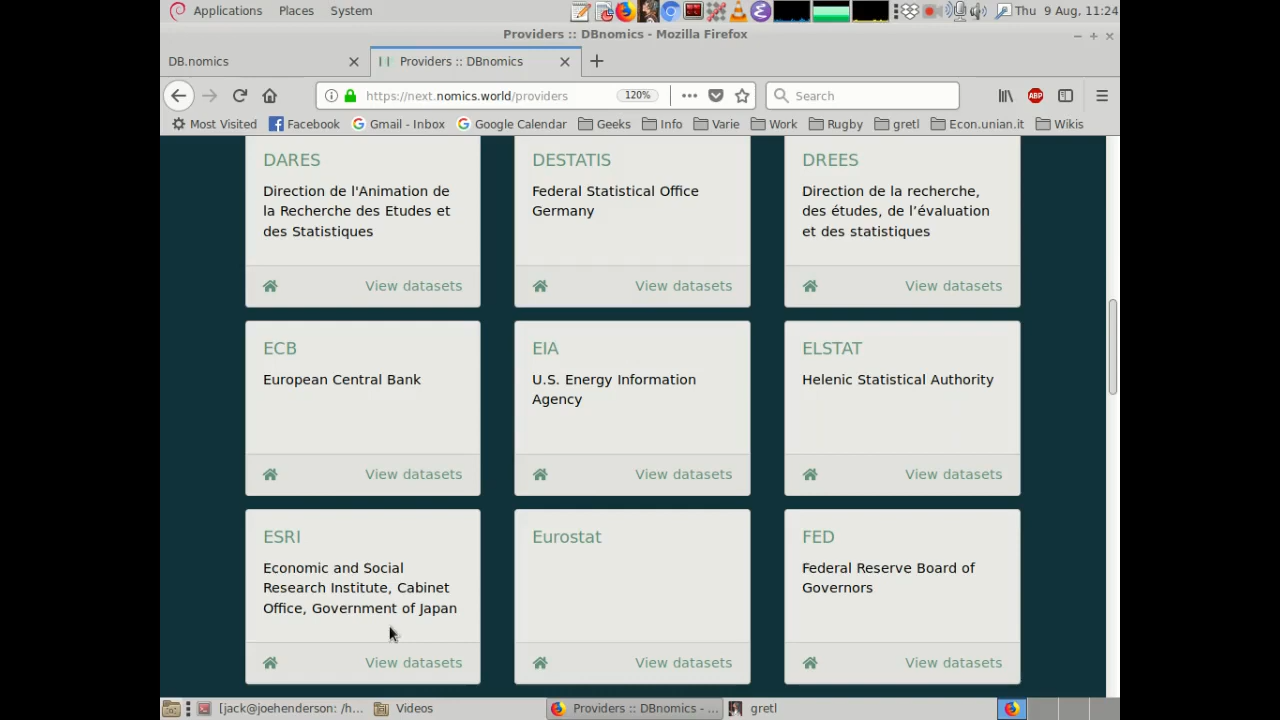 Applications Places System Thu 9 Aug, 11:24
Providers :: DBnomics - Mozilla Firefox
DB.nomics
Providers :: DBnomics
https://next.nomics.world/providers 120% Search
Most Visited Facebook Gmail - Inbox Google Calendar Geeks Info Varie Work Rugby gretl Econ.unian.it Wikis
DARES
Direction de l'Animation de
la Recherche des Etudes et
des Statistiques
View datasets
DESTATIS
Federal Statistical Office
Germany
View datasets
DREES
Direction de la recherche,
des études, de l’évaluation
et des statistiques
View datasets
ECB
European Central Bank
View datasets
EIA
U.S. Energy Information
Agency
View datasets
ELSTAT
Helenic Statistical Authority
View datasets
ESRI
Economic and Social
Research Institute, Cabinet
Office, Government of Japan
View datasets
Eurostat
View datasets
FED
Federal Reserve Board of
Governors
View datasets
[jack@joehenderson: /h... Videos Providers :: DBnomics - ... gretl